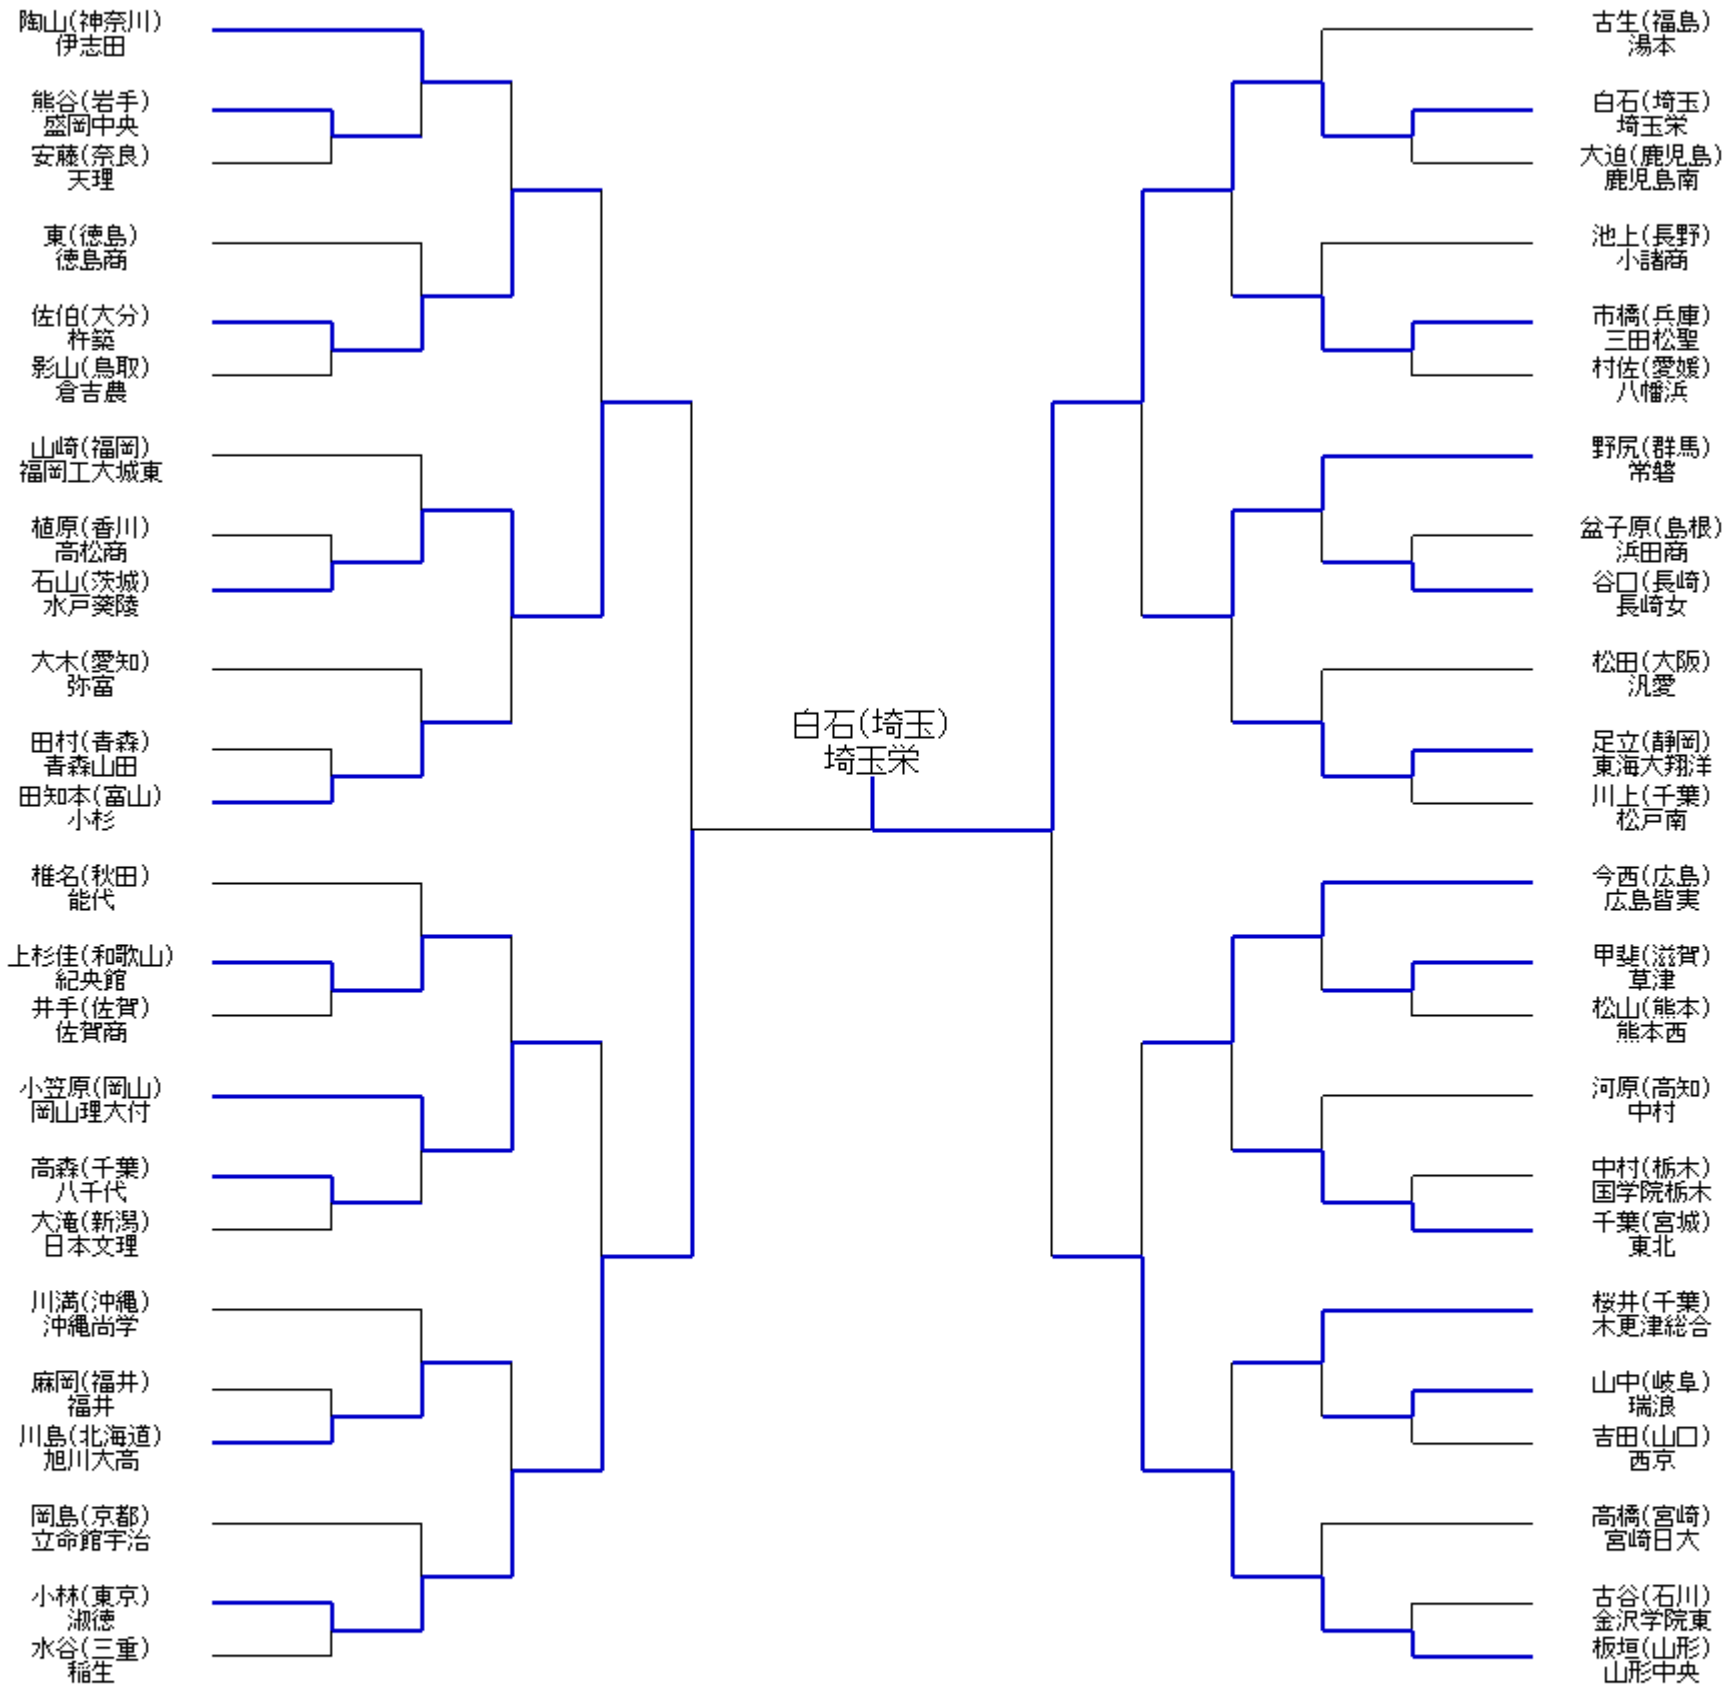 陶山(神奈川)
伊志田
熊谷(岩手)
盛岡中央
安藤(奈良)
天理
東(徳島)
徳島商
佐伯(大分)
杵築
影山(鳥取)
倉吉農
山崎(福岡)
福岡工大城東
植原(香川)
高松商
石山(茨城)
水戸葵陵
大木(愛知)
弥富
田村(青森)
青森山田
田知本(富山)
小杉
椎名(秋田)
能代
上杉佳(和歌山)
紀央館
井手(佐賀)
佐賀商
小笠原(岡山)
岡山理大付
高森(千葉)
八千代
大滝(新潟)
日本文理
川満(沖縄)
沖縄尚学
麻岡(福井)
福井
川島(北海道)
旭川大高
岡島(京都)
立命館宇治
小林(東京)
淑徳
水谷(三重)
稲生
白石(埼玉)
埼玉栄
古生(福島)
湯本
白石(埼玉)
埼玉栄
大迫(鹿児島)
鹿児島南
池上(長野)
小諸商
市橋(兵庫)
三田松聖
村佐(愛媛)
八幡浜
野尻(群馬)
常磐
盆子原(島根)
浜田商
谷口(長崎)
長崎女
松田(大阪)
汎愛
足立(静岡)
東海大翔洋
川上(千葉)
松戸南
今西(広島)
広島皆実
甲斐(滋賀)
草津
松山(熊本)
熊本西
河原(高知)
中村
中村(栃木)
国学院栃木
千葉(宮城)
東北
桜井(千葉)
木更津総合
山中(岐阜)
瑞浪
吉田(山口)
西京
高橋(宮崎)
宮崎日大
古谷(石川)
金沢学院東
板垣(山形)
山形中央